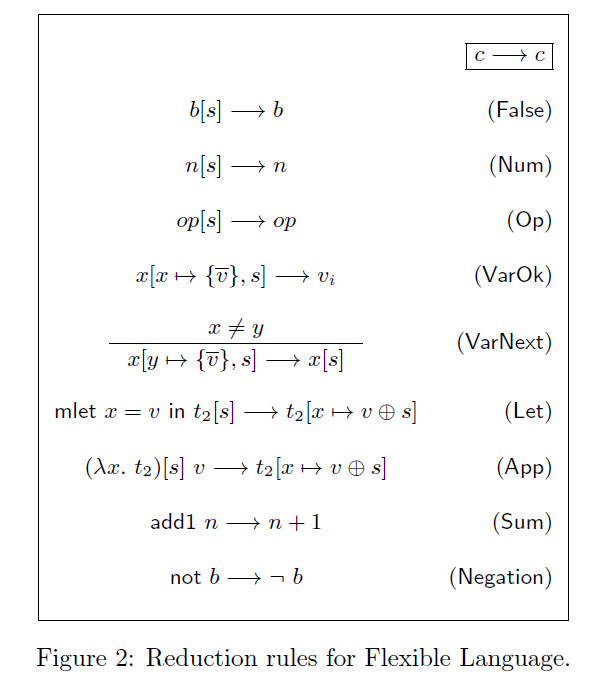 c ⟶ c
b[s] ⟶ b (False)
n[s] ⟶ n (Num)
op[s] ⟶ op (Op)
x[x ↦ {v̅}, s] ⟶ vᵢ (VarOk)
x ≠ y
x[y ↦ {v̅}, s] ⟶ x[s] (VarNext)
mlet x = v in t₂[s] ⟶ t₂[x ↦ v ⊕ s] (Let)
(λx. t₂)[s] v ⟶ t₂[x ↦ v ⊕ s] (App)
add1 n ⟶ n + 1 (Sum)
not b ⟶ ¬ b (Negation)
Figure 2: Reduction rules for Flexible Language.